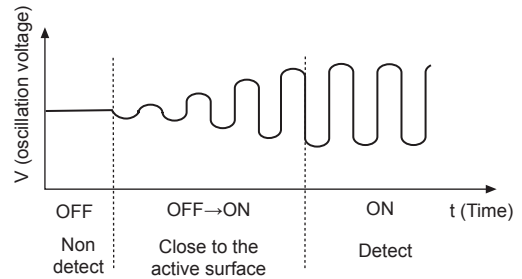 V (oscillation voltage)
OFF
OFF→ON
ON
t (Time)
Non
detect
Close to the
active surface
Detect